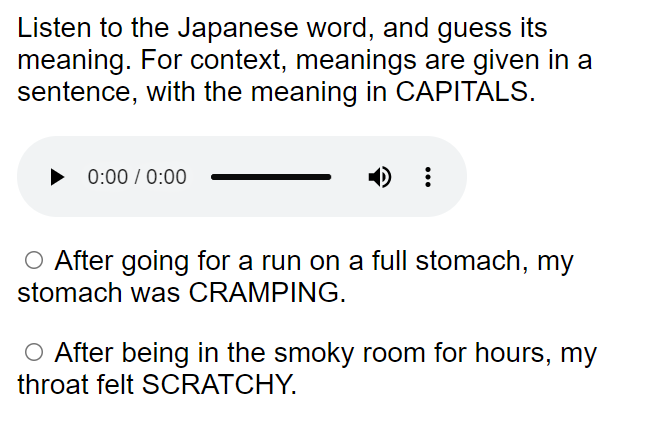 Listen to the Japanese word, and guess its
meaning. For context, meanings are given in a
sentence, with the meaning in CAPITALS.
0:00 / 0:00
After going for a run on a full stomach, my
stomach was CRAMPING.
After being in the smoky room for hours, my
throat felt SCRATCHY.